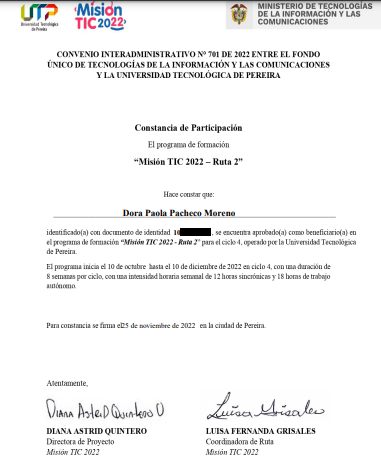 UTP
Universidad Tecnológica
de Pereira
Misión
TIC 2022
MINISTERIO DE TECNOLOGÍAS
DE LA INFORMACIÓN Y LAS
COMUNICACIONES
CONVENIO INTERADMINISTRATIVO Nº 701 DE 2022 ENTRE EL FONDO
ÚNICO DE TECNOLOGÍAS DE LA INFORMACIÓN Y LAS COMUNICACIONES
Y LA UNIVERSIDAD TECNOLÓGICA DE PEREIRA
Constancia de Participación
El programa de formación
“Misión TIC 2022 – Ruta 2”
Hace constar que:
Dora Paola Pacheco Moreno
identificado(a) con documento de identidad 10 , se encuentra aprobado(a) como beneficiario(a) en
el programa de formación “Misión TIC 2022 - Ruta 2” para el ciclo 4, operado por la Universidad Tecnológica
de Pereira.
El programa inicia el 10 de octubre hasta el 10 de diciembre de 2022 en ciclo 4, con una duración de
8 semanas por ciclo, con una intensidad horaria semanal de 12 horas sincrónicas y 18 horas de trabajo
autónomo.
Para constancia se firma el 25 de noviembre de 2022 en la ciudad de Pereira.
Atentamente,
Diana Astrid Quintero O Luisa Grisales
DIANA ASTRID QUINTERO LUISA FERNANDA GRISALES
Directora de Proyecto Coordinadora de Ruta
Misión TIC 2022 Misión TIC 2022